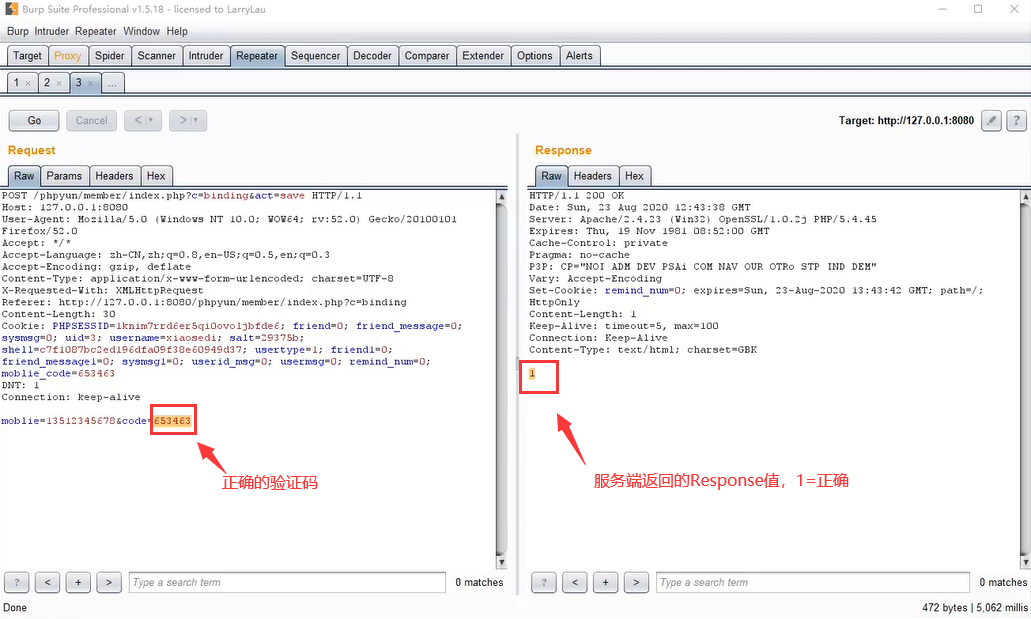 Burp Suite Professional v1.5.18 - licensed to LarryLau
Burp Intruder Repeater Window Help
Target Proxy Spider Scanner Intruder Repeater Sequencer Decoder Comparer Extender Options Alerts
1 × 2 × 3 × ...
Go Cancel < > Target: http://127.0.0.1:8080 ?
Request
Raw Params Headers Hex
POST /phpyun/member/index.php?c=binding&act=save HTTP/1.1
Host: 127.0.0.1:8080
User-Agent: Mozilla/5.0 (Windows NT 10.0; WOW64; rv:52.0) Gecko/20100101
Firefox/52.0
Accept: */*
Accept-Language: zh-CN,zh;q=0.8,en-US;q=0.5,en;q=0.3
Accept-Encoding: gzip, deflate
Content-Type: application/x-www-form-urlencoded; charset=UTF-8
X-Requested-With: XMLHttpRequest
Referer: http://127.0.0.1:8080/phpyun/member/index.php?c=binding
Content-Length: 30
Cookie: PHPSESSID=1knim7rrd6er5qi0ovoljbfde6; friend=0; friend_message=0;
sysmsg=0; uid=3; username=xiaosedi; salt=29375b;
shell=c7f1087bc2ed196dfa09f38e60949d37; usertype=1; friend1=0;
friend_message1=0; sysmsg1=0; userid_msg=0; usermsg=0; remind_num=0;
moblie_code=653463
DNT: 1
Connection: keep-alive
moblie=13512345678&code=653463
正确的验证码
? < + > Type a search term 0 matches
Response
Raw Headers Hex
HTTP/1.1 200 OK
Date: Sun, 23 Aug 2020 12:43:38 GMT
Server: Apache/2.4.23 (Win32) OpenSSL/1.0.2j PHP/5.4.45
Expires: Thu, 19 Nov 1981 08:52:00 GMT
Cache-Control: private
Pragma: no-cache
P3P: CP="NOI ADM DEV PSAi COM NAV OUR OTRo STP IND DEM"
Vary: Accept-Encoding
Set-Cookie: remind_num=0; expires=Sun, 23-Aug-2020 13:43:42 GMT; path=/;
HttpOnly
Content-Length: 1
Keep-Alive: timeout=5, max=100
Connection: Keep-Alive
Content-Type: text/html; charset=GBK
1
服务端返回的Response值，1=正确
? < + > Type a search term 0 matches
Done 472 bytes | 5,062 millis